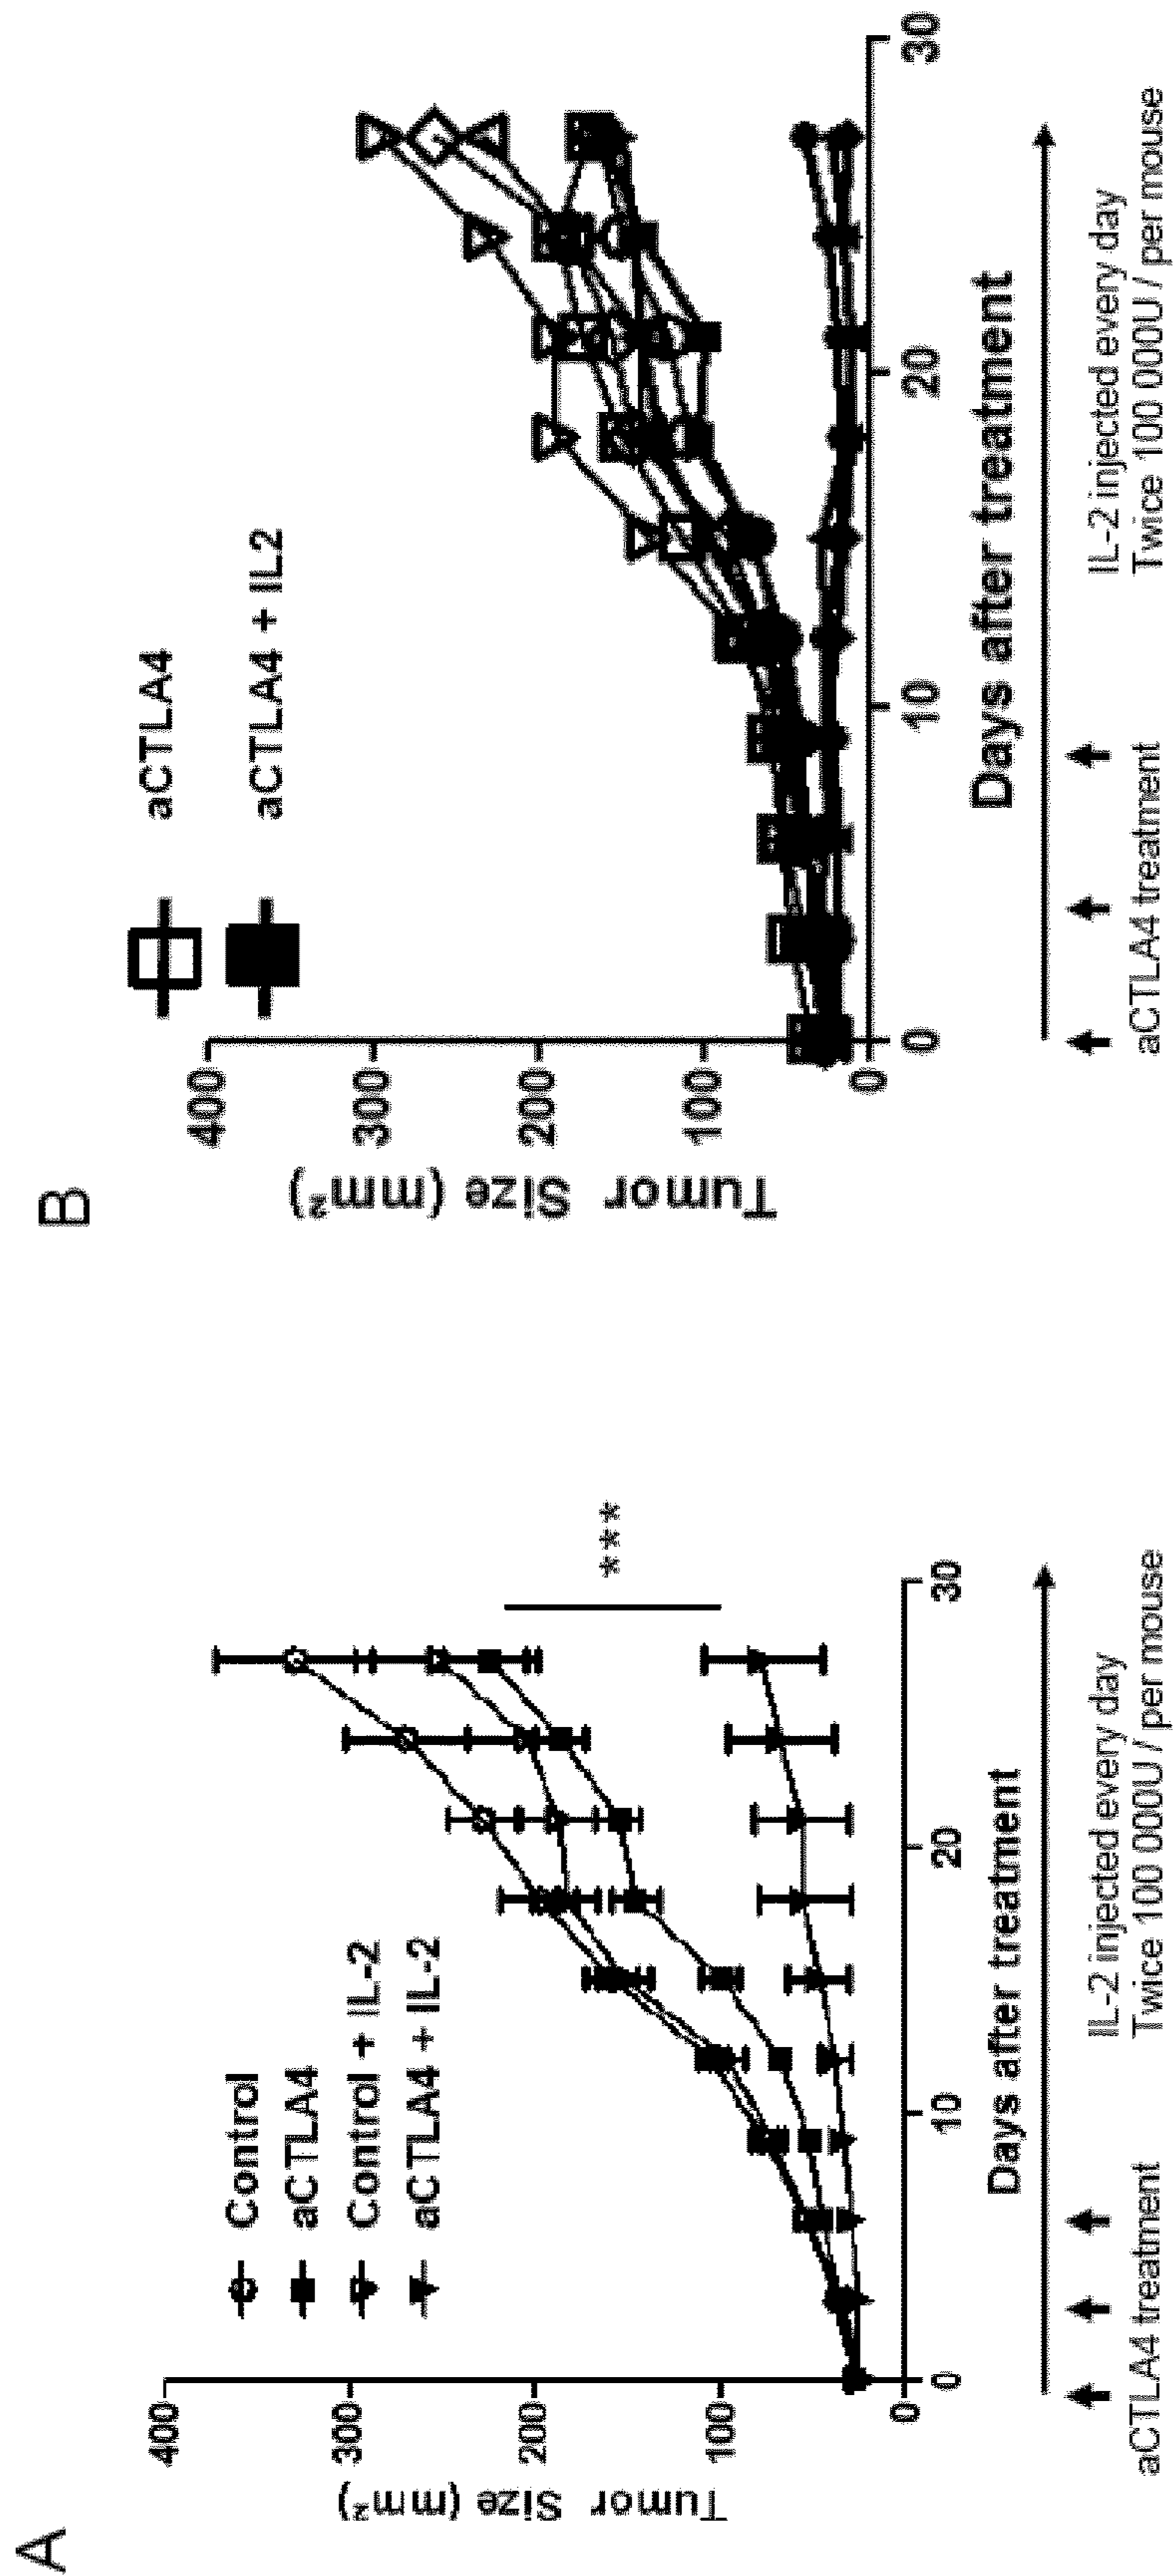 A
Control
aCTLA4
Control + IL-2
aCTLA4 + IL-2
Tumor Size (mm²)
400
300
200
100
0
***
0
10
20
30
Days after treatment
aCTLA4 treatment
IL-2 injected every day
Twice 100 000U / per mouse
B
aCTLA4
aCTLA4 + IL2
Tumor Size (mm²)
400
300
200
100
0
0
10
20
30
Days after treatment
aCTLA4 treatment
IL-2 injected every day
Twice 100 000U / per mouse